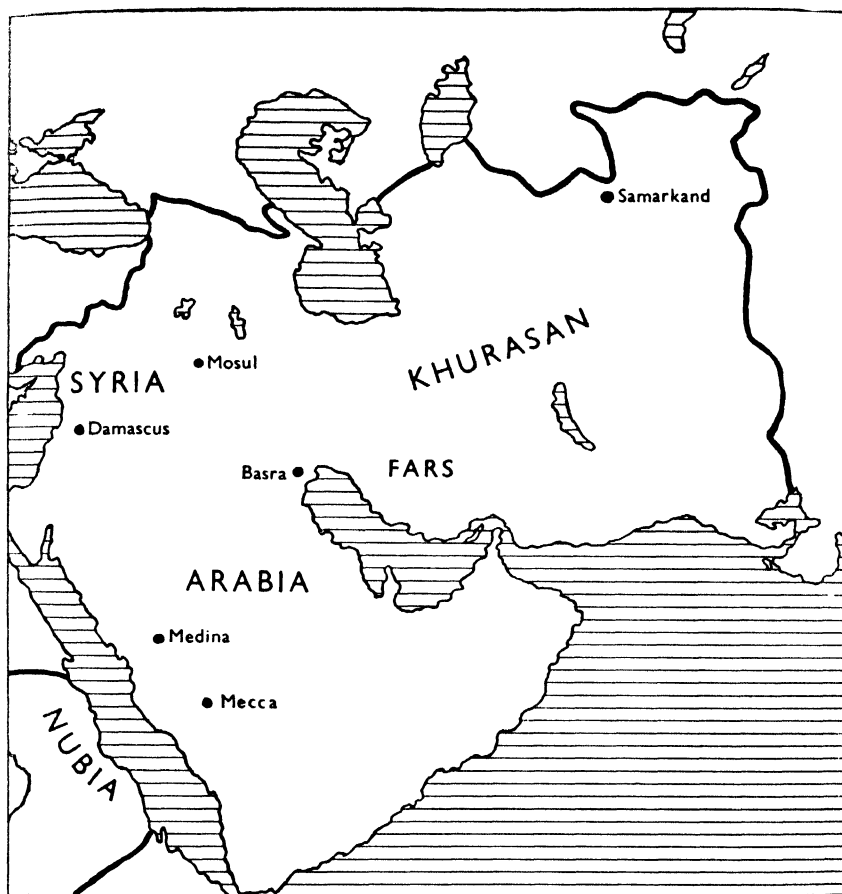 Samarkand
KHURASAN
Mosul
SYRIA
Damascus
Basra
FARS
ARABIA
Medina
Mecca
NUBIA